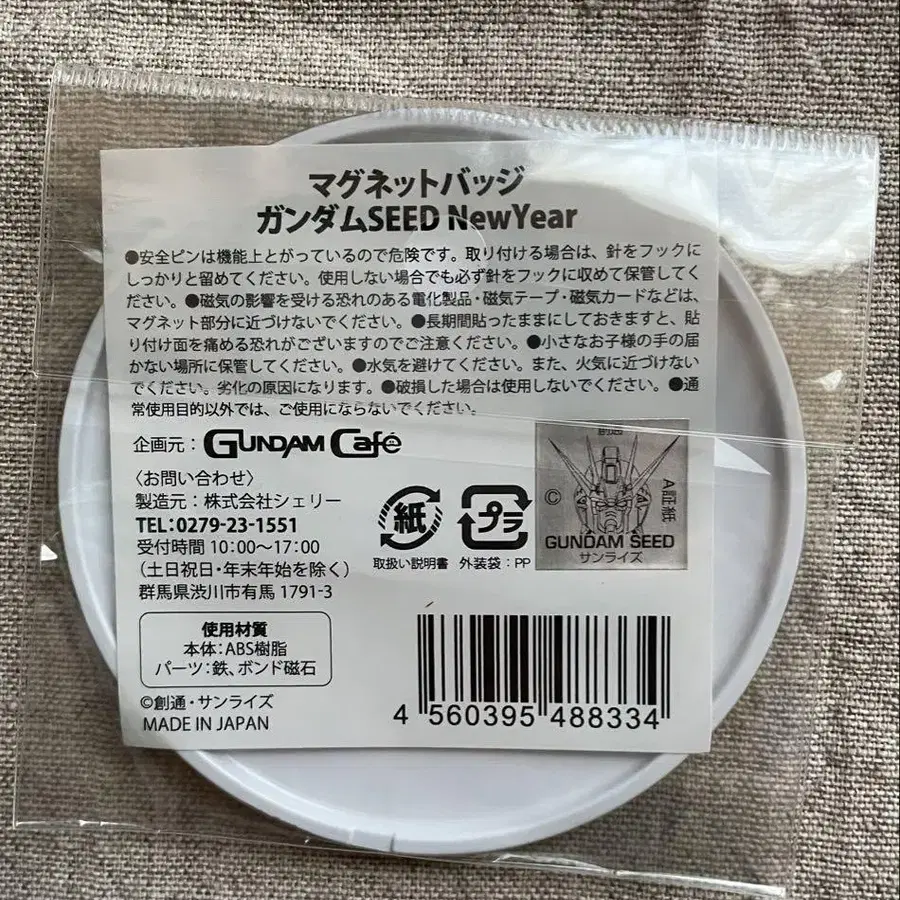 マグネットバッジ
ガンダムSEED NewYear
●安全ピンは機能上とがっているので危険です。取り付ける場合は、針をフックに
しっかりと留めてください。使用しない場合でも必ず針をフックに収めて保管してく
ださい。●磁気の影響を受ける恐れのある電化製品・磁気テープ・磁気カードなどは、
マグネット部分に近づけないでください。●長期間貼ったままにしておきますと、貼
り付け面を痛める恐れがございますのでご注意ください。●小さなお子様の手の届
かない場所に保管してください。●水気を避けてください。また、火気に近づけない
でください。劣化の原因になります。●破損した場合は使用しないでください。●通
常使用目的以外では、ご使用にならないでください。
企画元：GUNDAM Café
〈お問い合わせ〉
製造元：株式会社シェリー
TEL:0279-23-1551
受付時間 10:00〜17:00
（土日祝日・年末年始を除く）
群馬県渋川市有馬 1791-3
紙
取扱い説明書
プラ
外装袋：PP
創通
©
A証紙
GUNDAM SEED
サンライズ
使用材質
本体：ABS樹脂
パーツ：鉄、ボンド磁石
©創通・サンライズ
MADE IN JAPAN
4 560395 488334